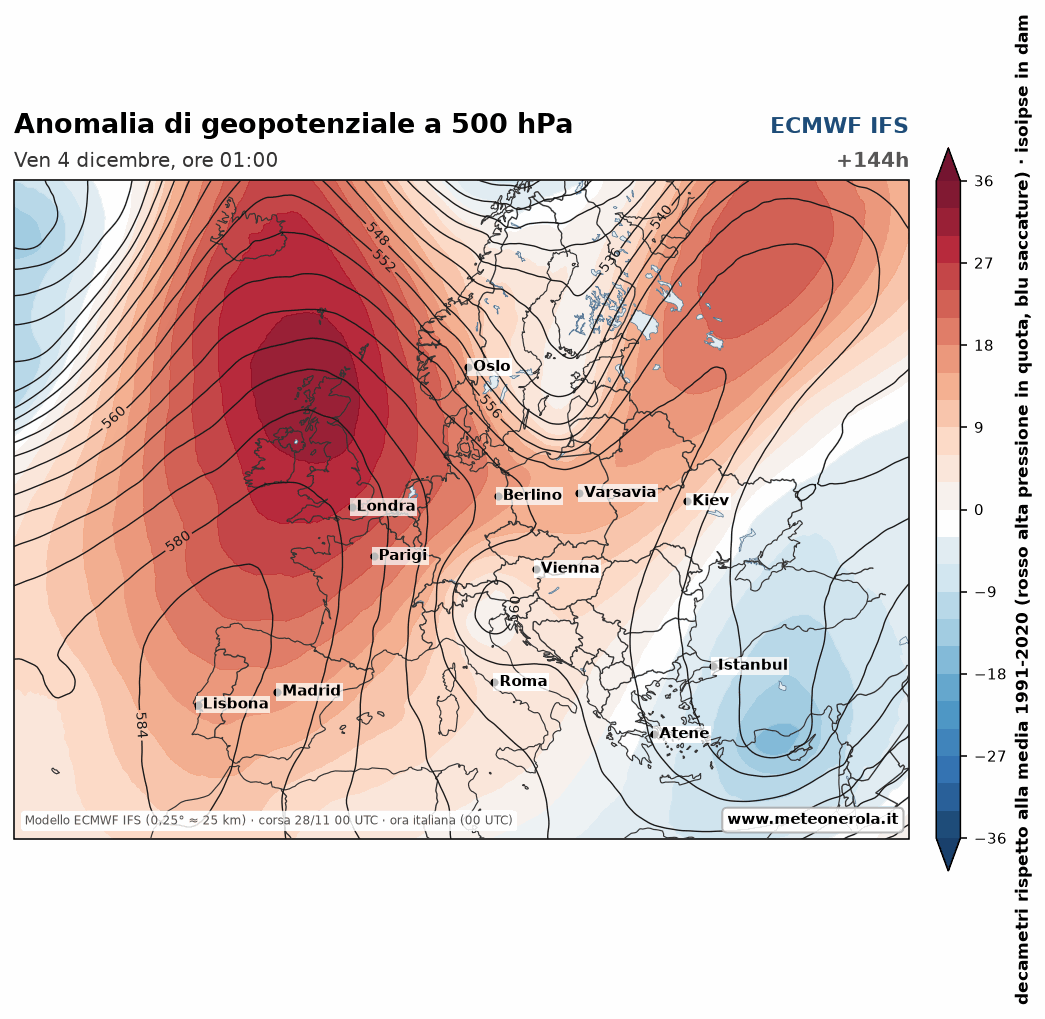 Anomalia di geopotenziale a 500 hPa
ECMWF IFS
Ven 4 dicembre, ore 01:00
+144h
548
552
540
536
560
556
580
560
584
Oslo
Berlino
Varsavia
Kiev
Londra
Parigi
Vienna
Istanbul
Roma
Madrid
Lisbona
Atene
Modello ECMWF IFS (0,25° ≈ 25 km) · corsa 28/11 00 UTC · ora italiana (00 UTC)
www.meteonerola.it
36
27
18
9
0
−9
−18
−27
−36
decametri rispetto alla media 1991-2020 (rosso alta pressione in quota, blu saccature) · isoipse in dam